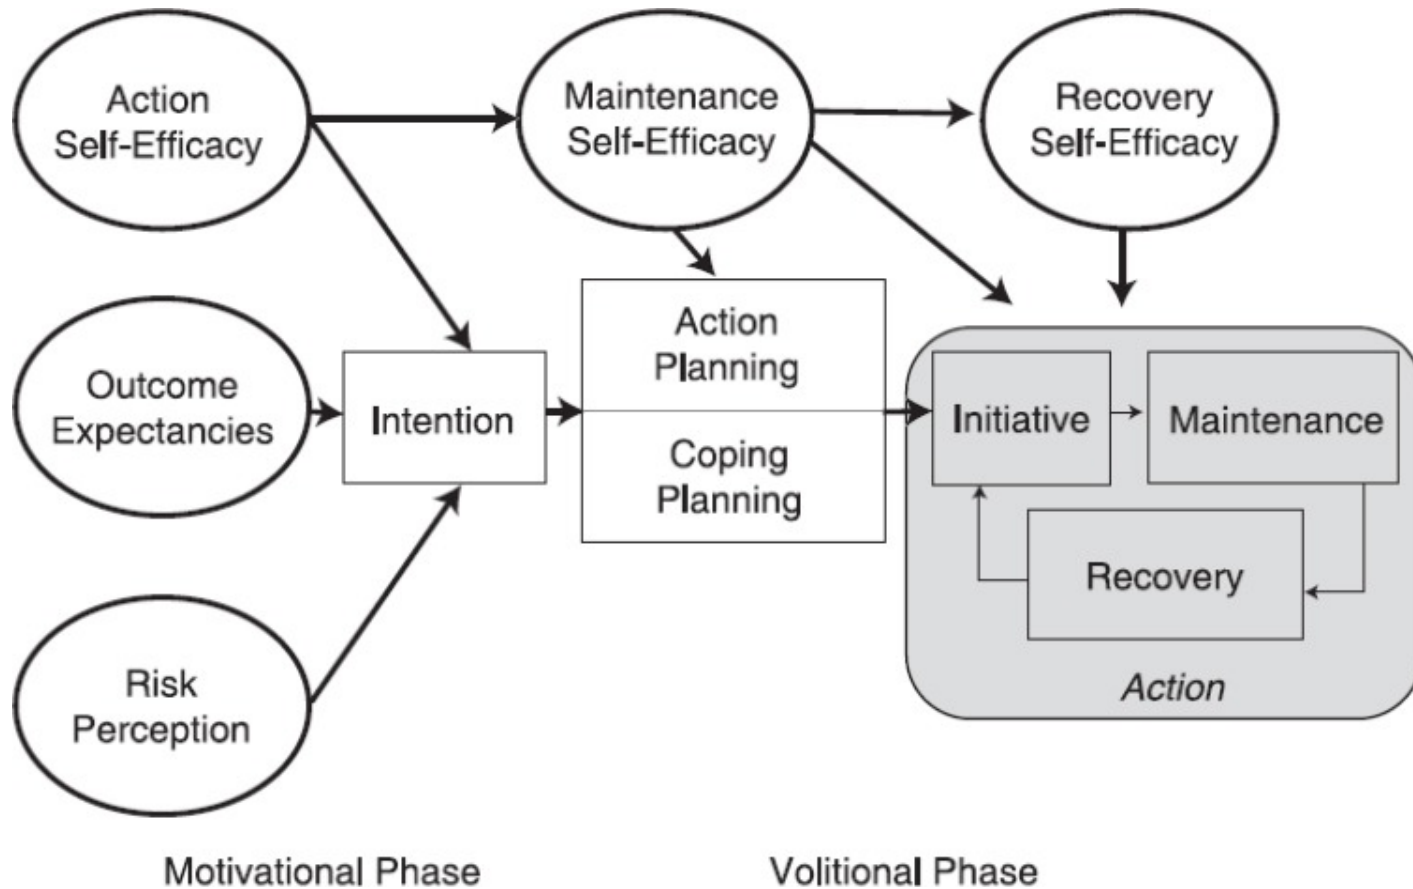 Action
Self-Efficacy
Maintenance
Self-Efficacy
Recovery
Self-Efficacy
Outcome
Expectancies
Intention
Action
Planning
Coping
Planning
Initiative
Maintenance
Recovery
Action
Risk
Perception
Motivational Phase
Volitional Phase